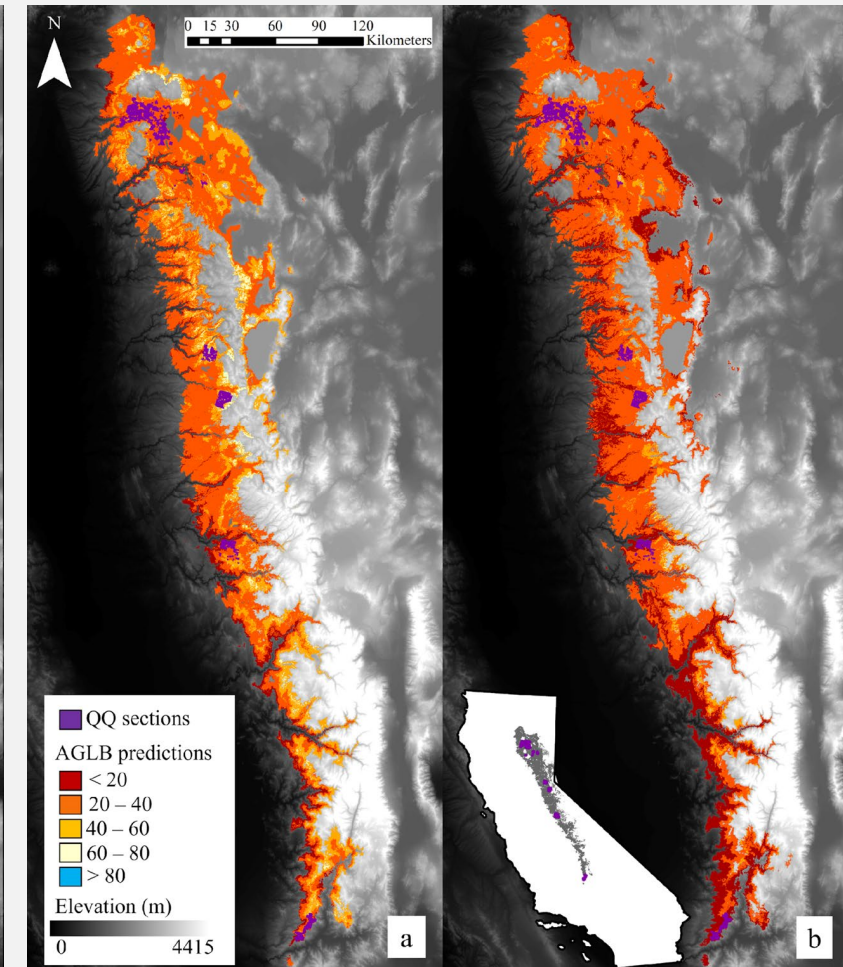 N
0 15 30 60 90 120
Kilometers
QQ sections
AGLB predictions
< 20
20 – 40
40 – 60
60 – 80
> 80
Elevation (m)
0 4415
a
b